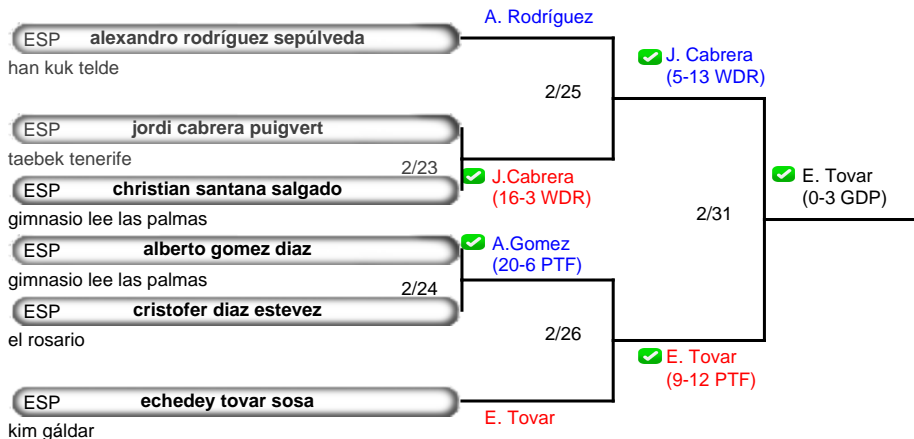 A. Rodríguez
ESP alexandro rodríguez sepúlveda
han kuk telde
J. Cabrera
(5-13 WDR)
2/25
ESP jordi cabrera puigvert
taebek tenerife
2/23
J.Cabrera
(16-3 WDR)
ESP christian santana salgado
gimnasio lee las palmas
E. Tovar
(0-3 GDP)
2/31
ESP alberto gomez diaz
gimnasio lee las palmas
A.Gomez
(20-6 PTF)
2/24
ESP cristofer diaz estevez
el rosario
2/26
E. Tovar
(9-12 PTF)
ESP echedey tovar sosa
kim gáldar
E. Tovar